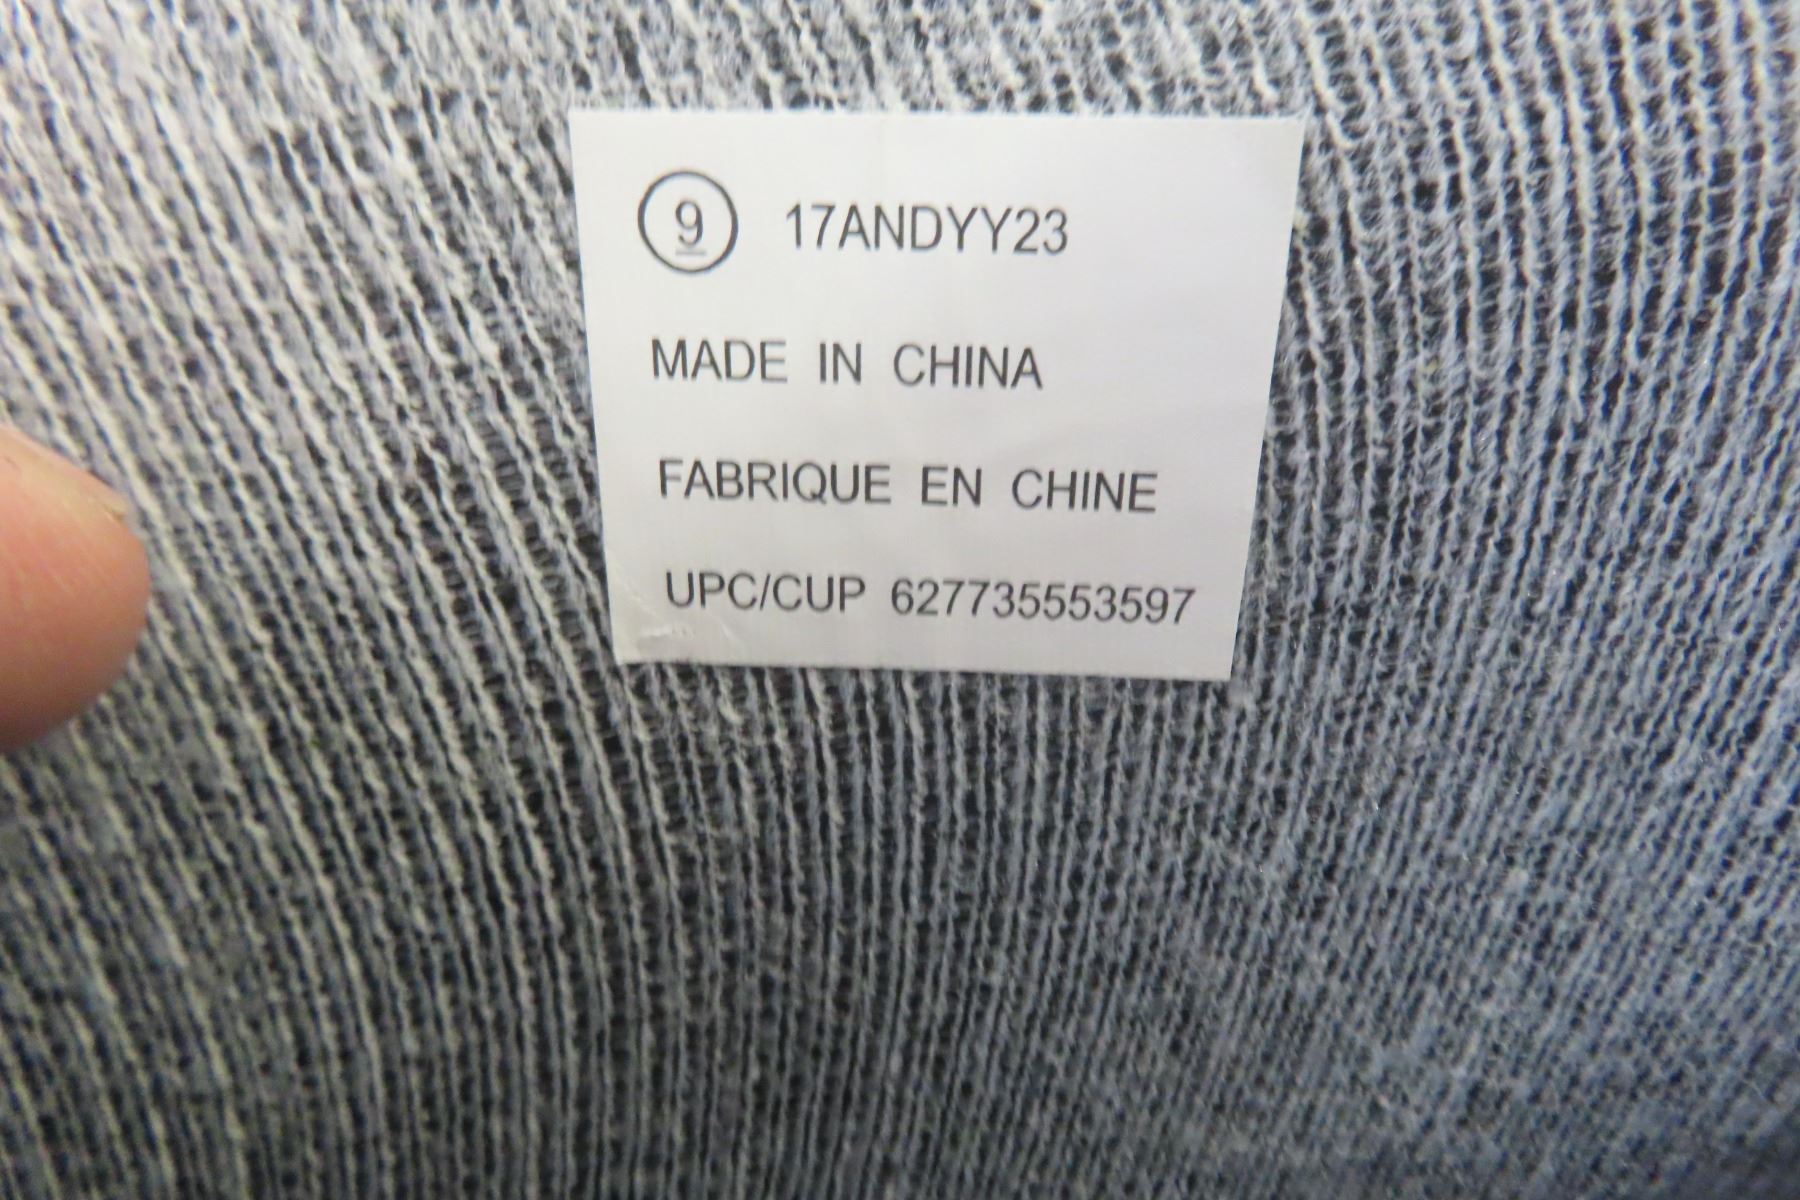 9 17ANDYY23
MADE IN CHINA
FABRIQUE EN CHINE
UPC/CUP 627735553597